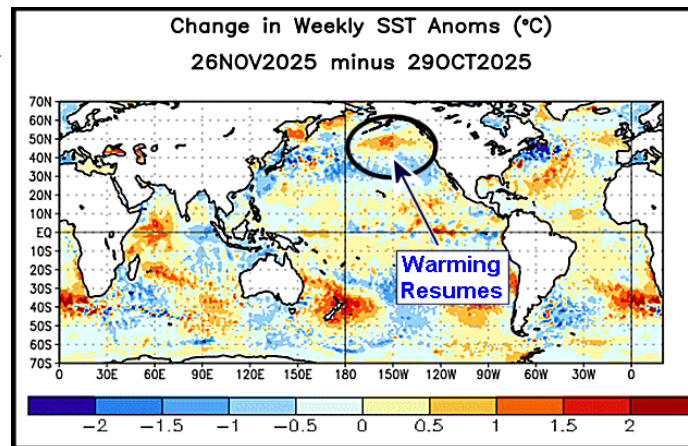 Change in Weekly SST Anoms (°C)
26NOV2025 minus 29OCT2025
70N
60N
50N
40N
30N
20N
10N
EQ
10S
20S
30S
40S
50S
60S
70S
Warming
Resumes
0 30E 60E 90E 120E 150E 180 150W 120W 90W 60W 30W 0
-2 -1.5 -1 -0.5 0 0.5 1 1.5 2